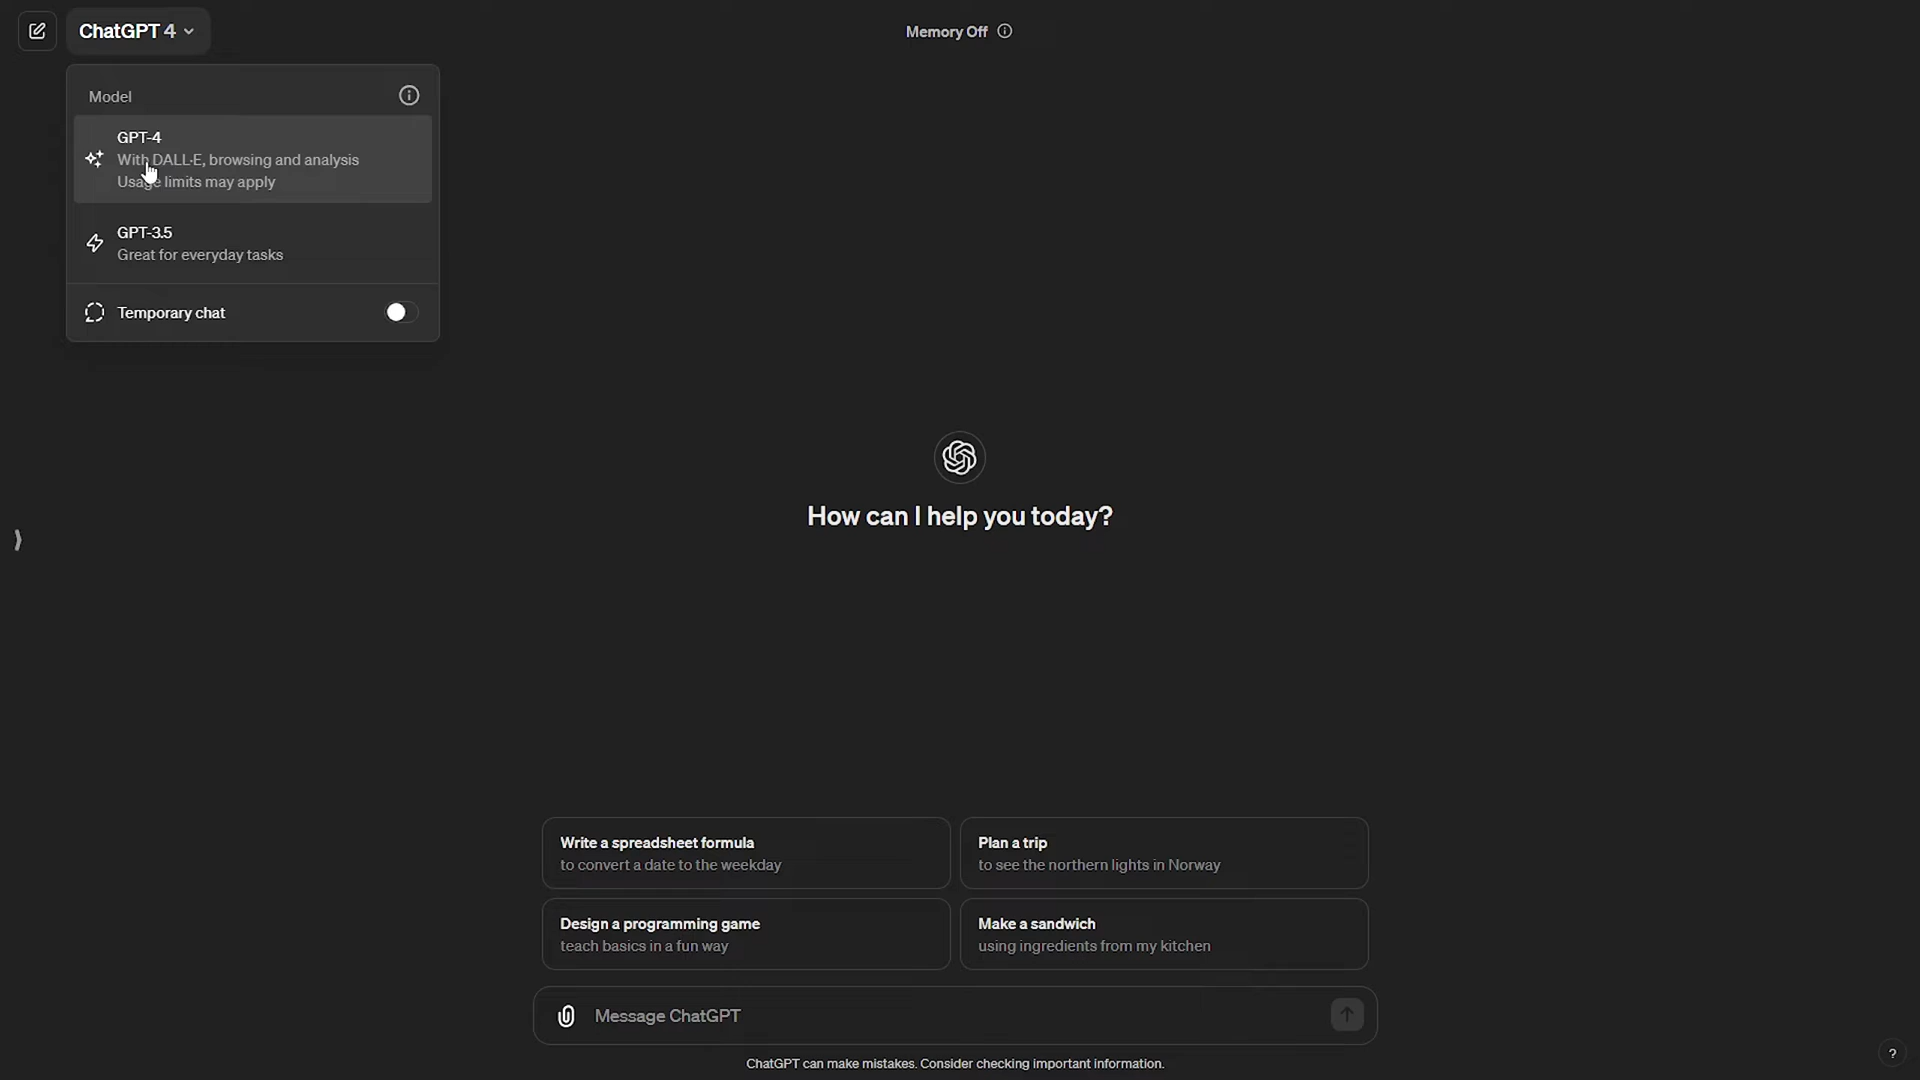 ChatGPT 4
Memory Off
Model
GPT-4
With DALL·E, browsing and analysis
Usage limits may apply
GPT-3.5
Great for everyday tasks
Temporary chat
How can I help you today?
Write a spreadsheet formula
to convert a date to the weekday
Plan a trip
to see the northern lights in Norway
Design a programming game
teach basics in a fun way
Make a sandwich
using ingredients from my kitchen
Message ChatGPT
ChatGPT can make mistakes. Consider checking important information.
?